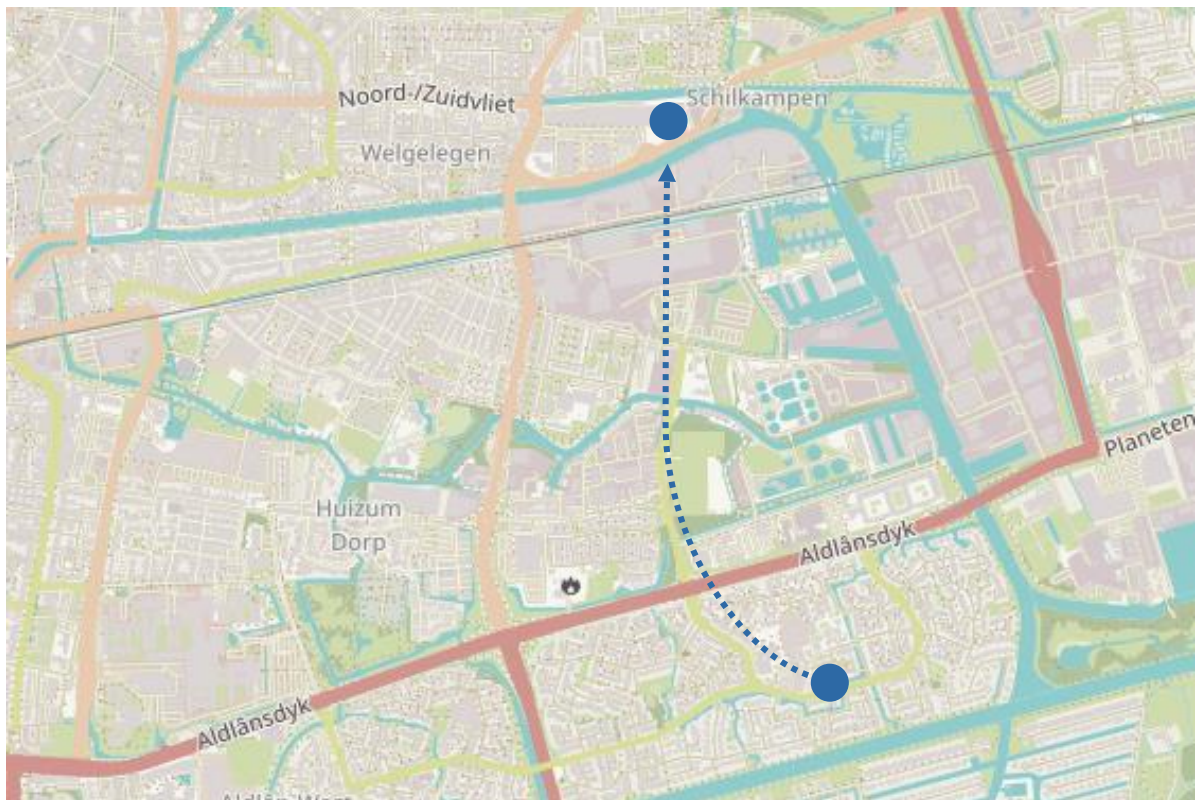 Noord-/Zuidvliet
Schilkampen
Welgelegen
Planeten
Huizum
Dorp
Aldlânsdyk
Aldlânsdyk